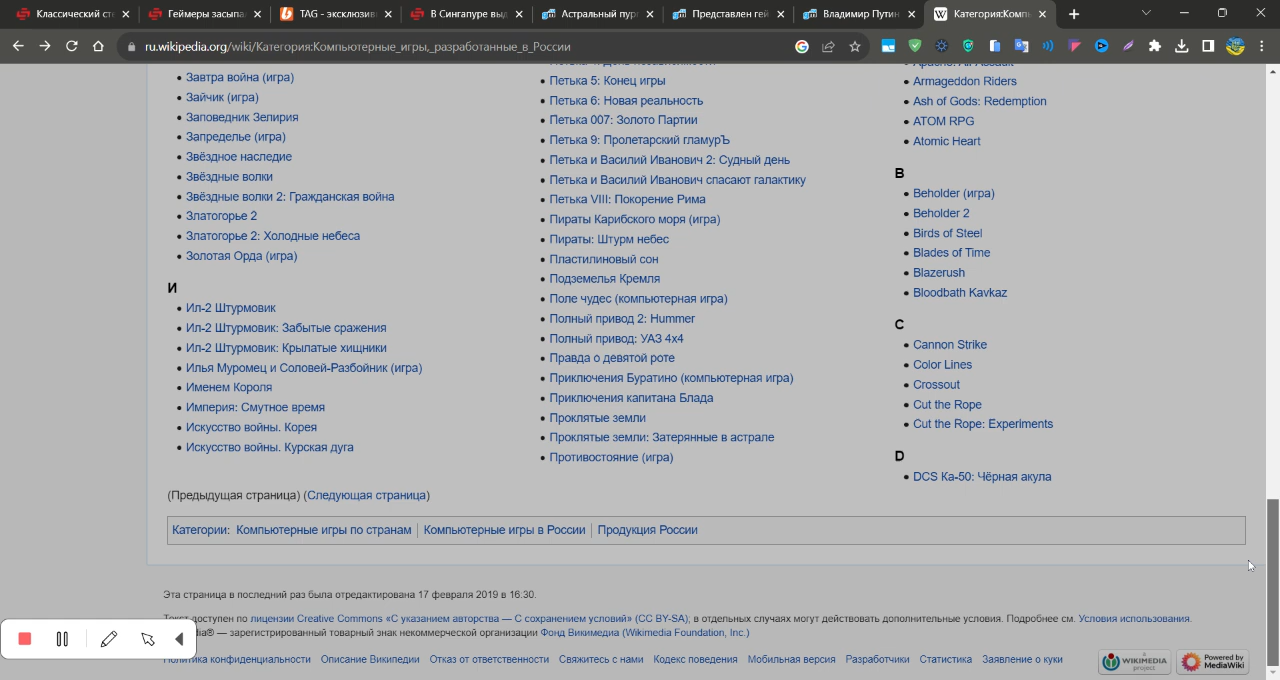 Классический ст
Геймеры засыпа
TAG - эксклюзив
В Сингапуре выд
Астральный пур
Представлен гей
Владимир Путин
Категория:Комп
ru.wikipedia.org/wiki/Категория:Компьютерные_игры,_разработанные_в_России
Завтра война (игра)
Зайчик (игра)
Заповедник Зелирия
Запределье (игра)
Звёздное наследие
Звёздные волки
Звёздные волки 2: Гражданская война
Златогорье 2
Златогорье 2: Холодные небеса
Золотая Орда (игра)
И
Ил-2 Штурмовик
Ил-2 Штурмовик: Забытые сражения
Ил-2 Штурмовик: Крылатые хищники
Илья Муромец и Соловей-Разбойник (игра)
Именем Короля
Империя: Смутное время
Искусство войны. Корея
Искусство войны. Курская дуга
Петька 5: Конец игры
Петька 6: Новая реальность
Петька 007: Золото Партии
Петька 9: Пролетарский гламурЪ
Петька и Василий Иванович 2: Судный день
Петька и Василий Иванович спасают галактику
Петька VIII: Покорение Рима
Пираты Карибского моря (игра)
Пираты: Штурм небес
Пластилиновый сон
Подземелья Кремля
Поле чудес (компьютерная игра)
Полный привод 2: Hummer
Полный привод: УАЗ 4x4
Правда о девятой роте
Приключения Буратино (компьютерная игра)
Приключения капитана Блада
Проклятые земли
Проклятые земли: Затерянные в астрале
Противостояние (игра)
Armageddon Riders
Ash of Gods: Redemption
ATOM RPG
Atomic Heart
B
Beholder (игра)
Beholder 2
Birds of Steel
Blades of Time
Blazerush
Bloodbath Kavkaz
C
Cannon Strike
Color Lines
Crossout
Cut the Rope
Cut the Rope: Experiments
D
DCS Ка-50: Чёрная акула
(Предыдущая страница) (Следующая страница)
Категории: Компьютерные игры по странам | Компьютерные игры в России | Продукция России
Эта страница в последний раз была отредактирована 17 февраля 2019 в 16:30.
Текст доступен по лицензии Creative Commons «С указанием авторства — С сохранением условий» (CC BY-SA); в отдельных случаях могут действовать дополнительные условия. Подробнее см. Условия использования.
dia® — зарегистрированный товарный знак некоммерческой организации Фонд Викимедиа (Wikimedia Foundation, Inc.)
Политика конфиденциальности Описание Википедии Отказ от ответственности Свяжитесь с нами Кодекс поведения Мобильная версия Разработчики Статистика Заявление о куки
a WIKIMEDIA project
Powered by MediaWiki